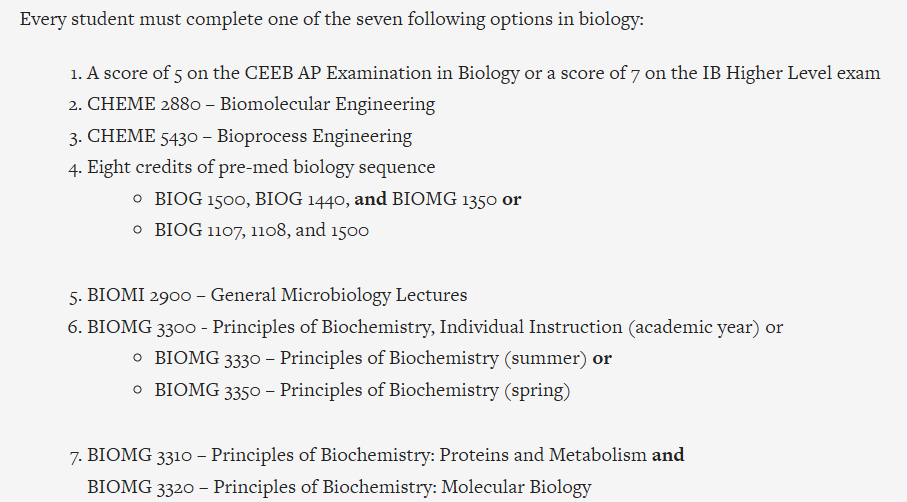 Every student must complete one of the seven following options in biology:
1. A score of 5 on the CEEB AP Examination in Biology or a score of 7 on the IB Higher Level exam
2. CHEME 2880 – Biomolecular Engineering
3. CHEME 5430 – Bioprocess Engineering
4. Eight credits of pre-med biology sequence
○ BIOG 1500, BIOG 1440, and BIOMG 1350 or
○ BIOG 1107, 1108, and 1500
5. BIOMI 2900 – General Microbiology Lectures
6. BIOMG 3300 - Principles of Biochemistry, Individual Instruction (academic year) or
○ BIOMG 3330 – Principles of Biochemistry (summer) or
○ BIOMG 3350 – Principles of Biochemistry (spring)
7. BIOMG 3310 – Principles of Biochemistry: Proteins and Metabolism and
BIOMG 3320 – Principles of Biochemistry: Molecular Biology